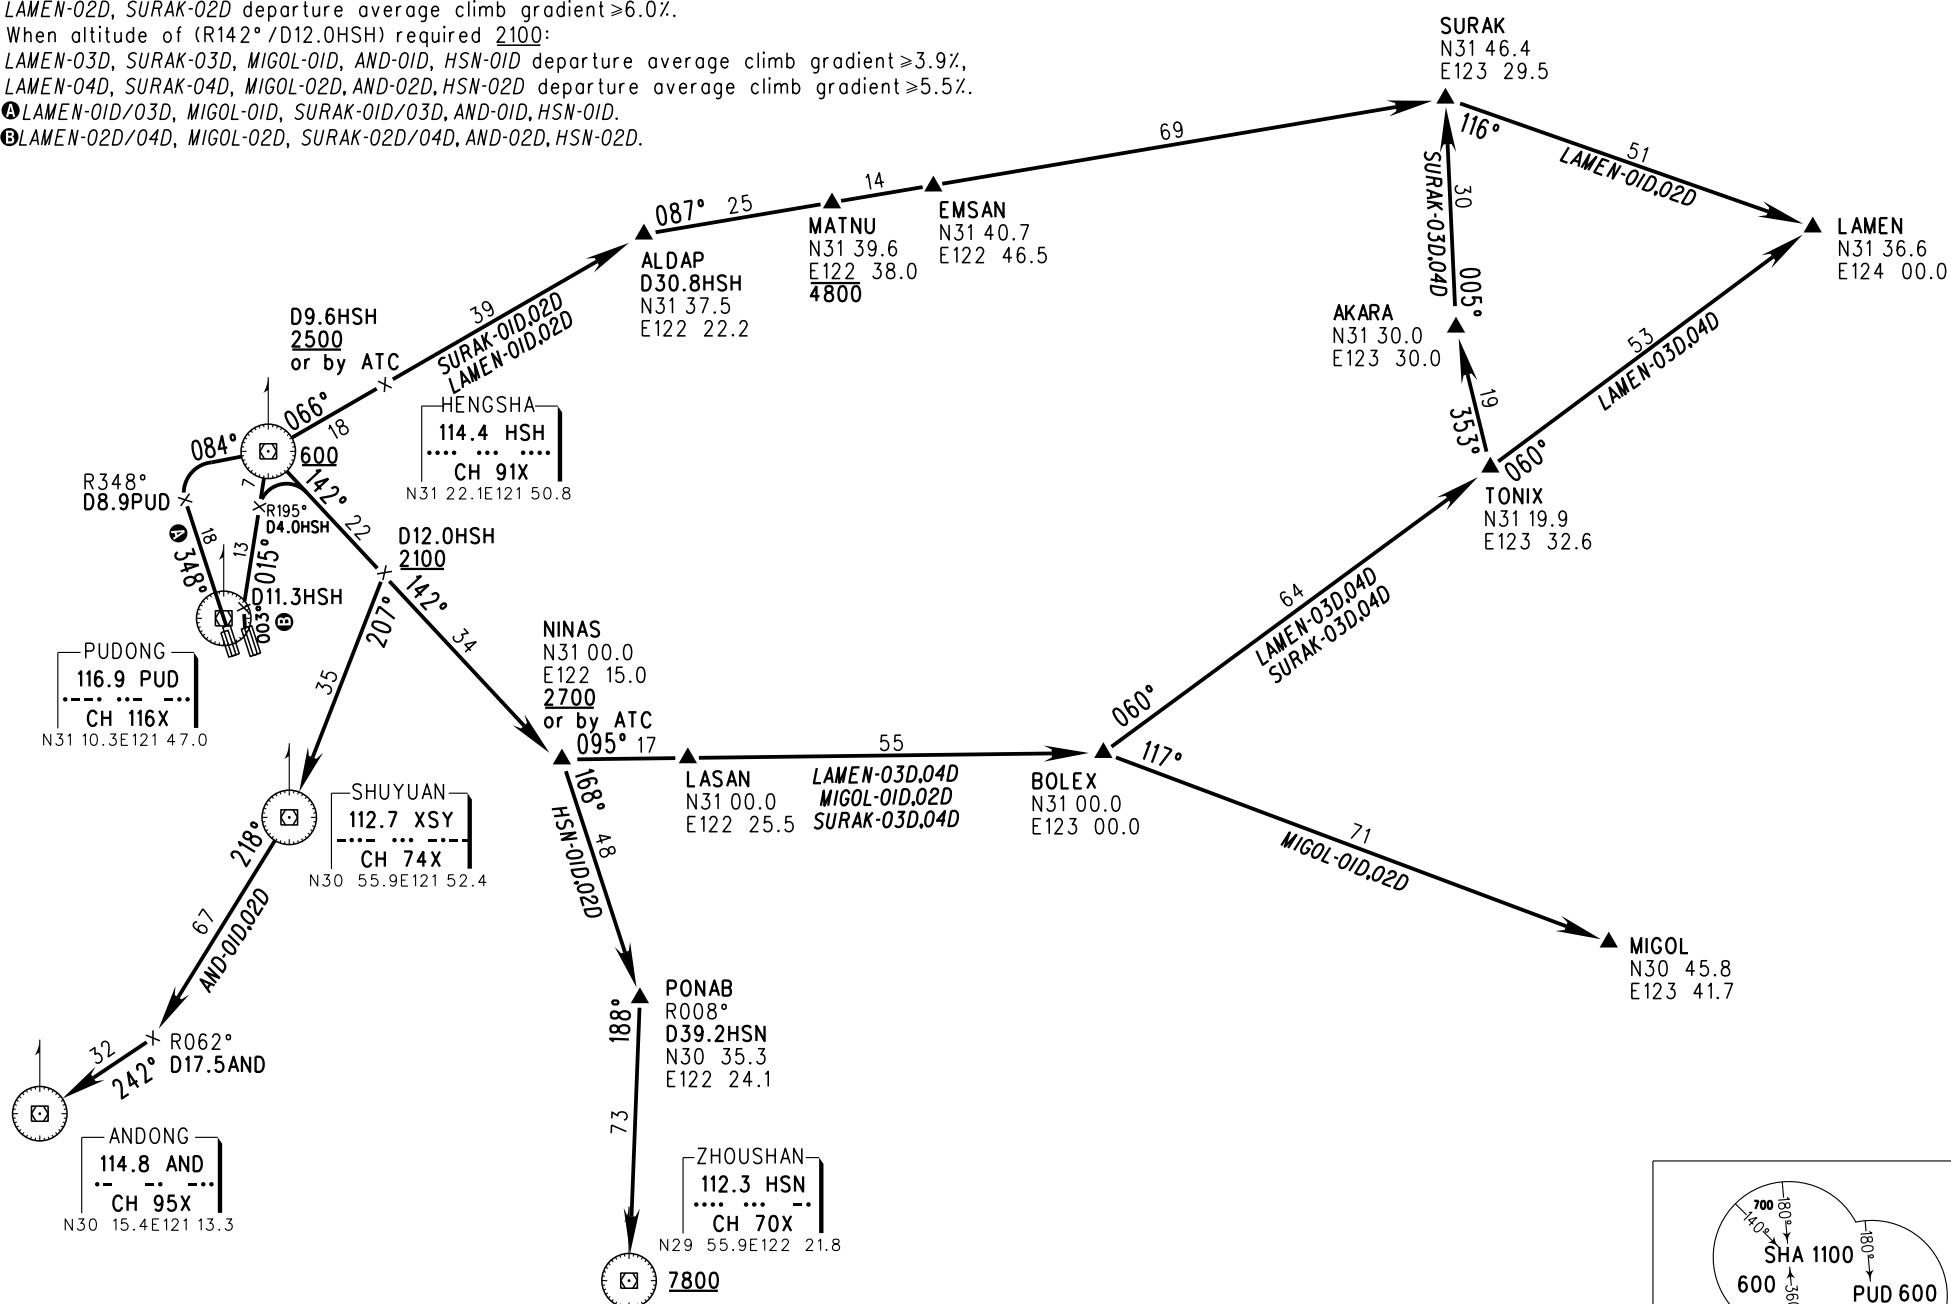 LAMEN-02D, SURAK-02D departure average climb gradient≥6.0%.
When altitude of (R142°/D12.0HSH) required 2100:
LAMEN-03D, SURAK-03D, MIGOL-01D, AND-01D, HSN-01D departure average climb gradient≥3.9%,
LAMEN-04D, SURAK-04D, MIGOL-02D, AND-02D, HSN-02D departure average climb gradient≥5.5%.
A LAMEN-01D/03D, MIGOL-01D, SURAK-01D/03D, AND-01D, HSN-01D.
B LAMEN-02D/04D, MIGOL-02D, SURAK-02D/04D, AND-02D, HSN-02D.
SURAK
N31 46.4
E123 29.5
116°
51
LAMEN-01D,02D
69
14
25
087°
EMSAN
N31 40.7
E122 46.5
MATNU
N31 39.6
E122 38.0
4800
ALDAP
D30.8HSH
N31 37.5
E122 22.2
LAMEN
N31 36.6
E124 00.0
SURAK-03D,04D
30
005°
AKARA
N31 30.0
E123 30.0
53
LAMEN-03D,04D
19
353°
060°
TONIX
N31 19.9
E123 32.6
D9.6HSH
2500
or by ATC
39
SURAK-01D,02D
LAMEN-01D,02D
066°
18
HENGSHA
114.4 HSH
CH 91X
N31 22.1E121 50.8
084°
600
142°
22
7
R348°
D8.9PUD
R195°
D4.0HSH
A
18
348°
13
015°
D12.0HSH
2100
142°
34
D11.3HSH
003°
B
207°
35
PUDONG
116.9 PUD
CH 116X
N31 10.3E121 47.0
NINAS
N31 00.0
E122 15.0
2700
or by ATC
095°
17
LASAN
N31 00.0
E122 25.5
55
LAMEN-03D,04D
MIGOL-01D,02D
SURAK-03D,04D
64
LAMEN-03D,04D
SURAK-03D,04D
060°
117°
BOLEX
N31 00.0
E123 00.0
71
MIGOL-01D,02D
MIGOL
N30 45.8
E123 41.7
SHUYUAN
112.7 XSY
CH 74X
N30 55.9E121 52.4
168°
48
HSN-01D,02D
218°
67
AND-01D,02D
PONAB
R008°
D39.2HSN
N30 35.3
E122 24.1
188°
73
R062°
D17.5AND
32
242°
ANDONG
114.8 AND
CH 95X
N30 15.4E121 13.3
ZHOUSHAN
112.3 HSN
CH 70X
N29 55.9E122 21.8
7800
700
180°
140°
180°
SHA 1100
600
PUD 600